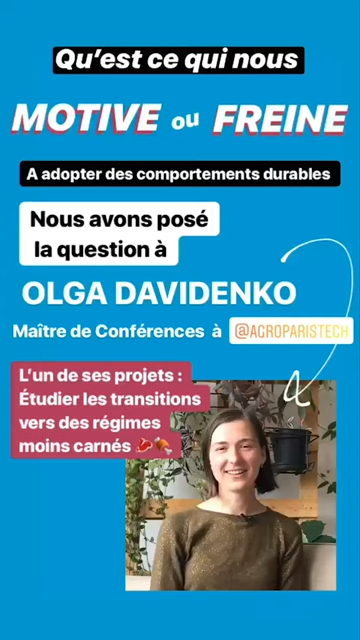 Qu'est ce qui nous
MOTIVE ou FREINE
A adopter des comportements durables
Nous avons posé
la question à
OLGA DAVIDENKO
Maître de Conférences à @AGROPARISTECH
L'un de ses projets :
Étudier les transitions
vers des régimes
moins carnés 🥩🍖